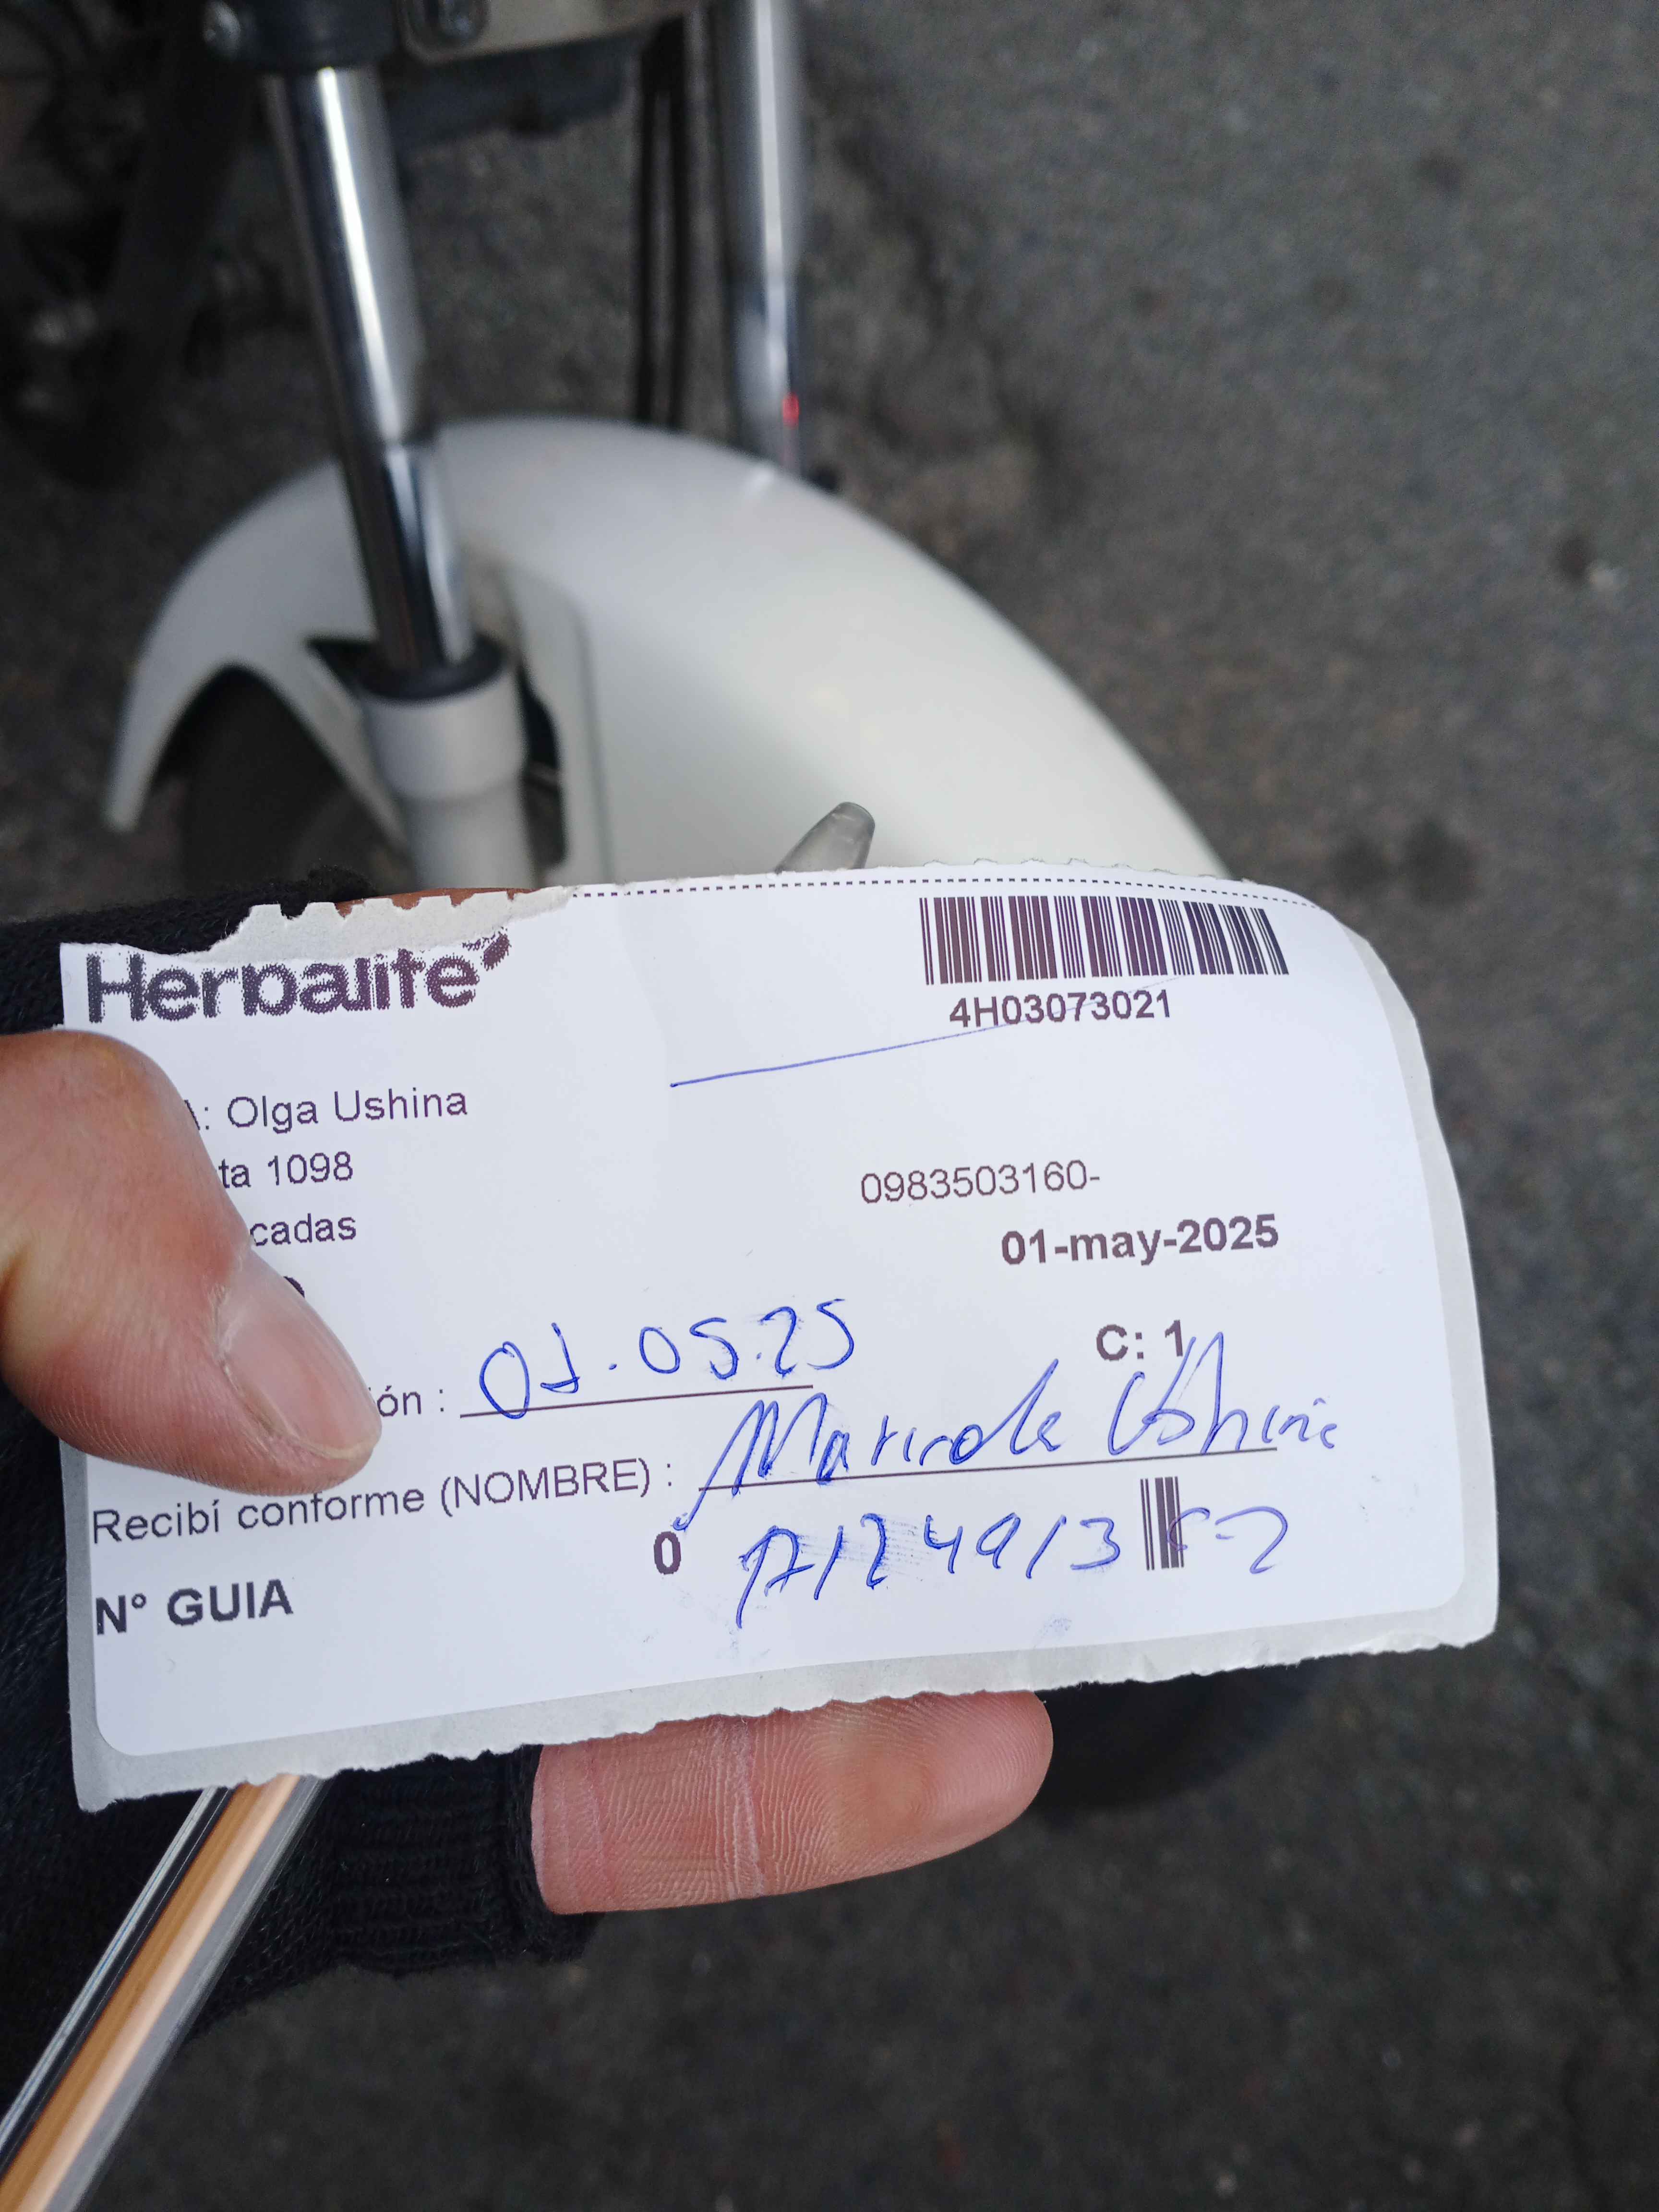 Herbalife
4H03073021
: Olga Ushina
ta 1098
0983503160-
cadas
01-may-2025
C: 1
ón : 01.05.25
Recibí conforme (NOMBRE) : Ushina
0
N° GUIA